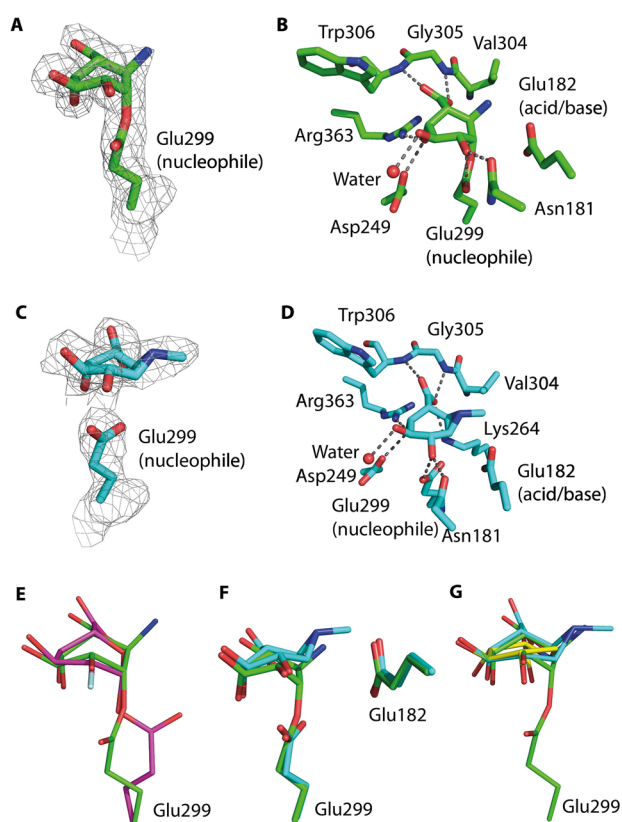 A
Glu299
(nucleophile)
B
Trp306
Gly305
Val304
Glu182
(acid/base)
Arg363
Water
Asp249
Glu299
(nucleophile)
Asn181
C
Glu299
(nucleophile)
D
Trp306
Gly305
Val304
Arg363
Lys264
Water
Asp249
Glu182
(acid/base)
Glu299
(nucleophile)
Asn181
E
Glu299
F
Glu182
Glu299
G
Glu299